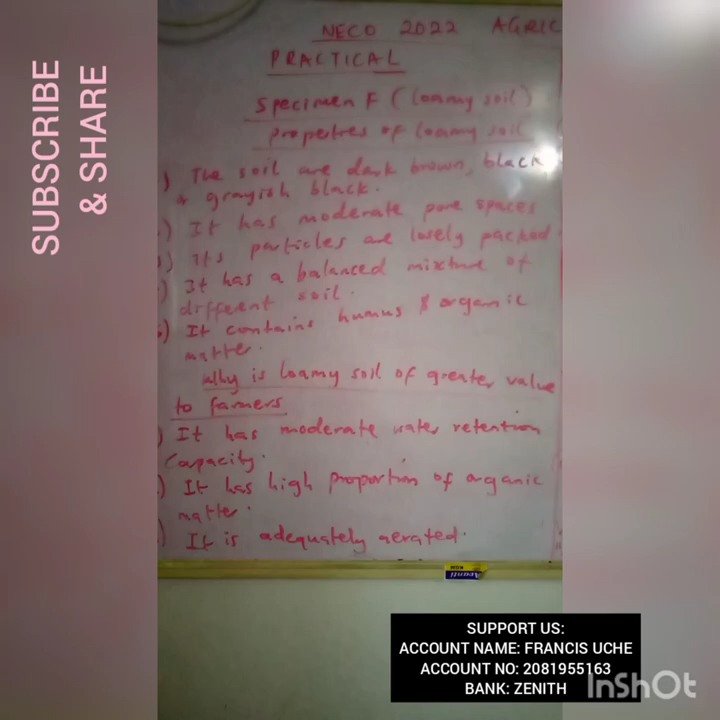 SUBSCRIBE
& SHARE
NECO 2022 AGRIC
PRACTICAL
Specimen F (loamy soil)
Properties of loamy soil
) The soil are dark brown, black
& grayish black.
.) It has moderate pore spaces
3) Its particles are losely packed
) It has a balanced mixture of
different soil.
5) It contains humus & organic
matter.
Why is loamy soil of greater value
to farmers
) It has moderate water retention
capacity.
.) It has high proportion of organic
matter.
) It is adequately aerated.
SUPPORT US:
ACCOUNT NAME: FRANCIS UCHE
ACCOUNT NO: 2081955163
BANK: ZENITH
InShOt